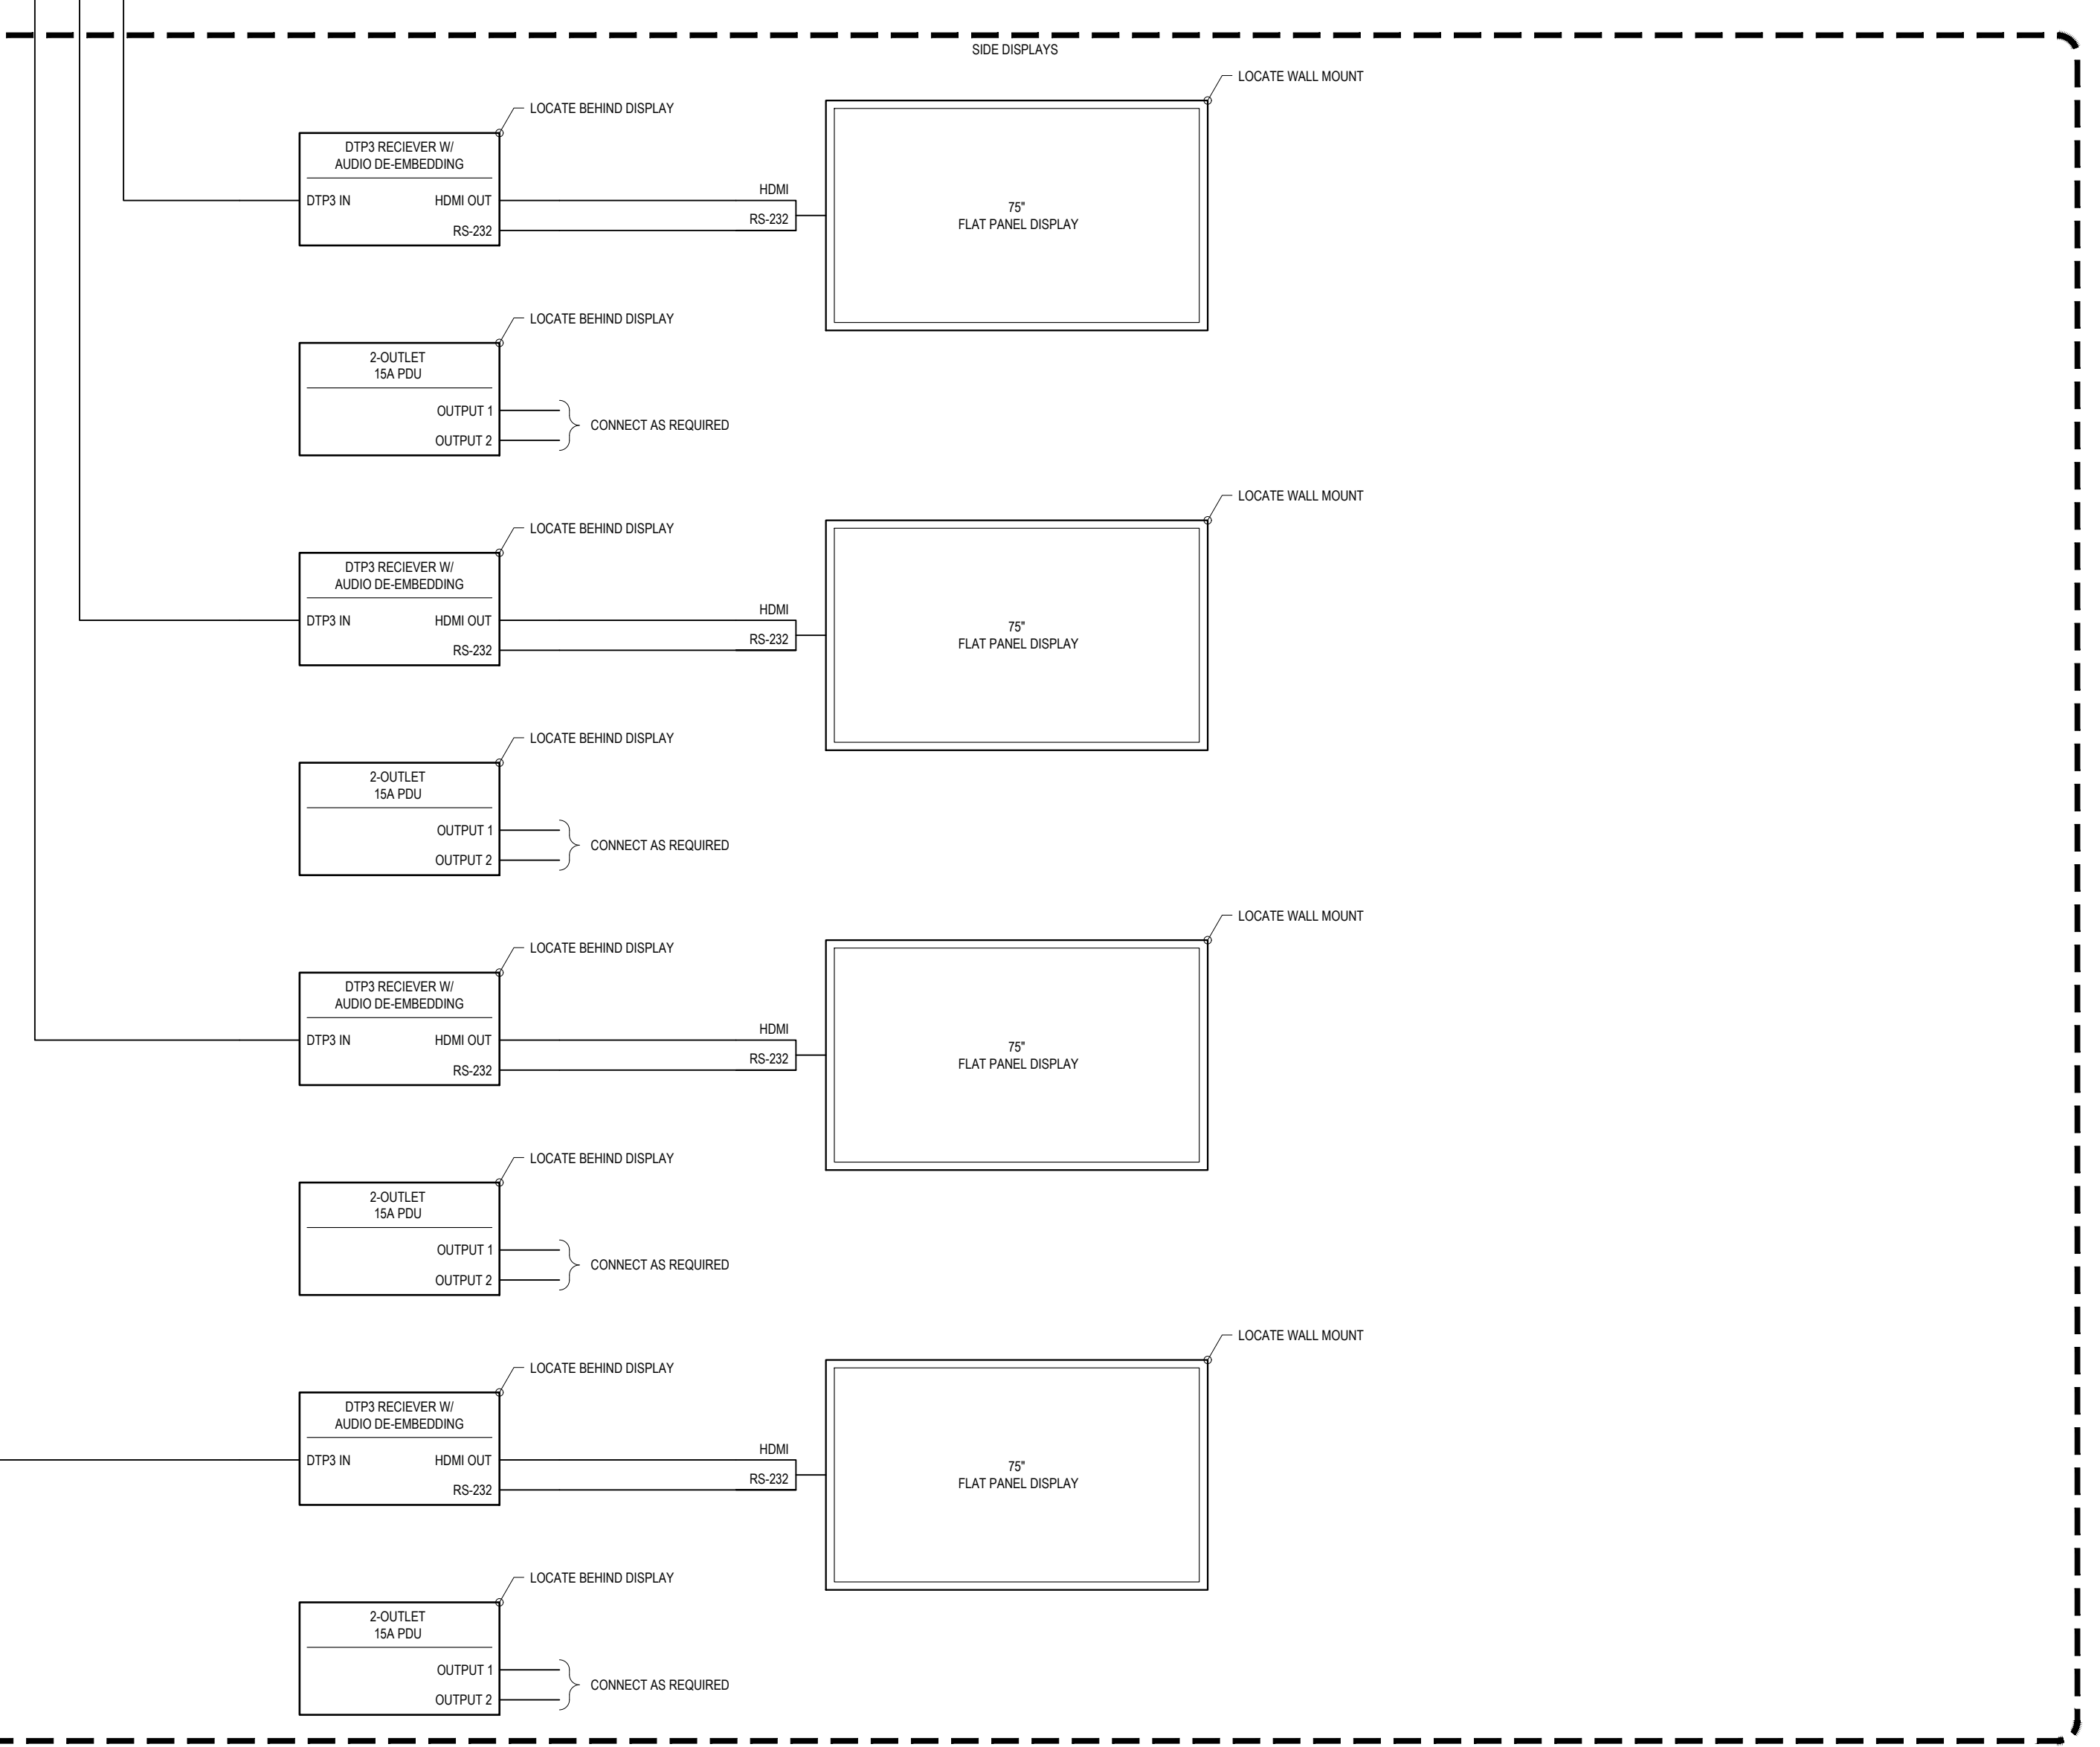 SIDE DISPLAYS
LOCATE WALL MOUNT
LOCATE BEHIND DISPLAY
DTP3 RECIEVER W/
AUDIO DE-EMBEDDING
DTP3 IN
HDMI OUT
RS-232
HDMI
RS-232
75"
FLAT PANEL DISPLAY
LOCATE BEHIND DISPLAY
2-OUTLET
15A PDU
OUTPUT 1
OUTPUT 2
CONNECT AS REQUIRED
LOCATE WALL MOUNT
LOCATE BEHIND DISPLAY
DTP3 RECIEVER W/
AUDIO DE-EMBEDDING
DTP3 IN
HDMI OUT
RS-232
HDMI
RS-232
75"
FLAT PANEL DISPLAY
LOCATE BEHIND DISPLAY
2-OUTLET
15A PDU
OUTPUT 1
OUTPUT 2
CONNECT AS REQUIRED
LOCATE WALL MOUNT
LOCATE BEHIND DISPLAY
DTP3 RECIEVER W/
AUDIO DE-EMBEDDING
DTP3 IN
HDMI OUT
RS-232
HDMI
RS-232
75"
FLAT PANEL DISPLAY
LOCATE BEHIND DISPLAY
2-OUTLET
15A PDU
OUTPUT 1
OUTPUT 2
CONNECT AS REQUIRED
LOCATE WALL MOUNT
LOCATE BEHIND DISPLAY
DTP3 RECIEVER W/
AUDIO DE-EMBEDDING
DTP3 IN
HDMI OUT
RS-232
HDMI
RS-232
75"
FLAT PANEL DISPLAY
LOCATE BEHIND DISPLAY
2-OUTLET
15A PDU
OUTPUT 1
OUTPUT 2
CONNECT AS REQUIRED